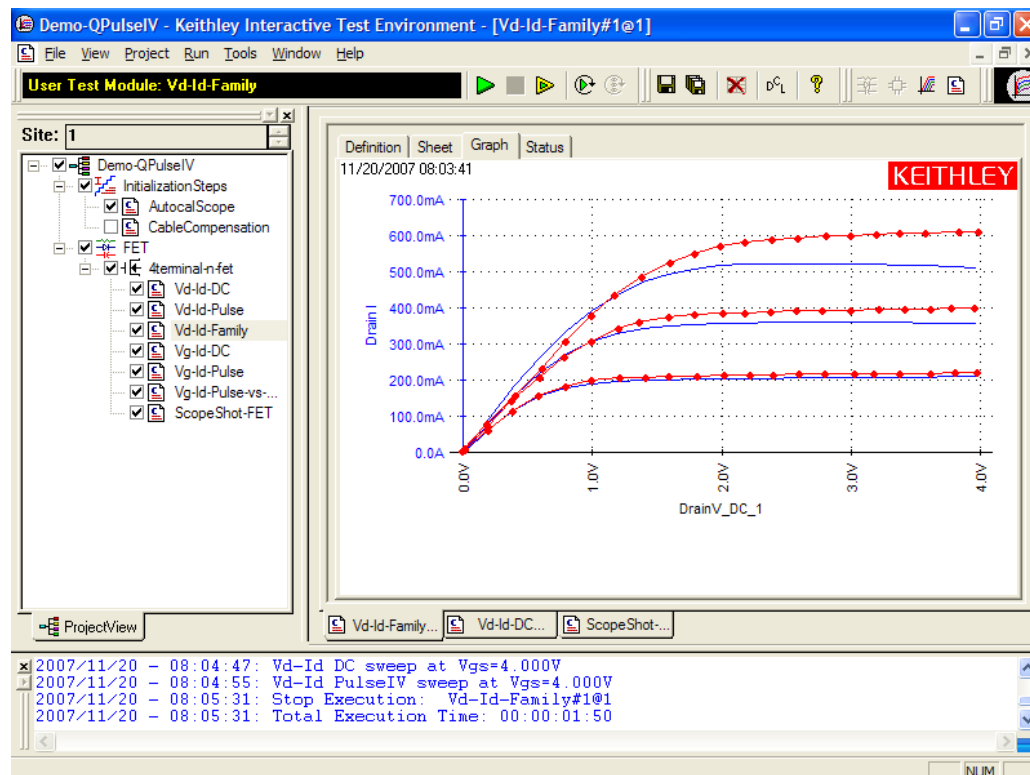 Demo-QPulseIV - Keithley Interactive Test Environment - [Vd-Id-Family#1@1]
File View Project Run Tools Window Help
User Test Module: Vd-Id-Family
Site: 1
Demo-QPulseIV
InitializationSteps
AutocalScope
CableCompensation
FET
4terminal-n-fet
Vd-Id-DC
Vd-Id-Pulse
Vd-Id-Family
Vg-Id-DC
Vg-Id-Pulse
Vg-Id-Pulse-vs-...
ScopeShot-FET
ProjectView
Definition Sheet Graph Status
11/20/2007 08:03:41
KEITHLEY
700.0mA
600.0mA
500.0mA
400.0mA
300.0mA
200.0mA
100.0mA
0.0A
Drain I
0.0V 1.0V 2.0V 3.0V 4.0V
DrainV_DC_1
Vd-Id-Family... Vd-Id-DC... ScopeShot-...
2007/11/20 - 08:04:47: Vd-Id DC sweep at Vgs=4.000V
2007/11/20 - 08:04:55: Vd-Id PulseIV sweep at Vgs=4.000V
2007/11/20 - 08:05:31: Stop Execution: Vd-Id-Family#1@1
2007/11/20 - 08:05:31: Total Execution Time: 00:00:01:50
NUM